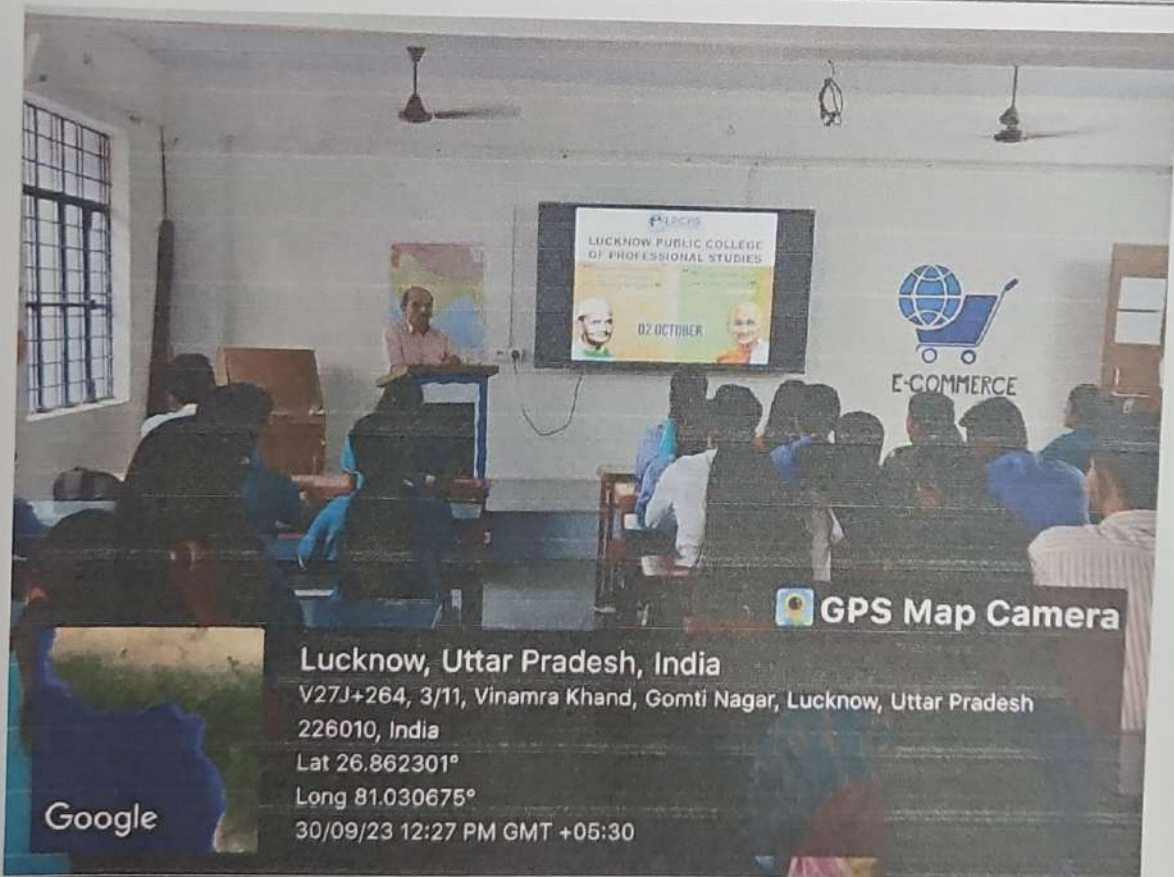 LPCPS
LUCKNOW PUBLIC COLLEGE
OF PROFESSIONAL STUDIES
02 OCTOBER
E-COMMERCE
GPS Map Camera
Lucknow, Uttar Pradesh, India
V27J+264, 3/11, Vinamra Khand, Gomti Nagar, Lucknow, Uttar Pradesh
226010, India
Lat 26.862301°
Long 81.030675°
30/09/23 12:27 PM GMT +05:30
Google